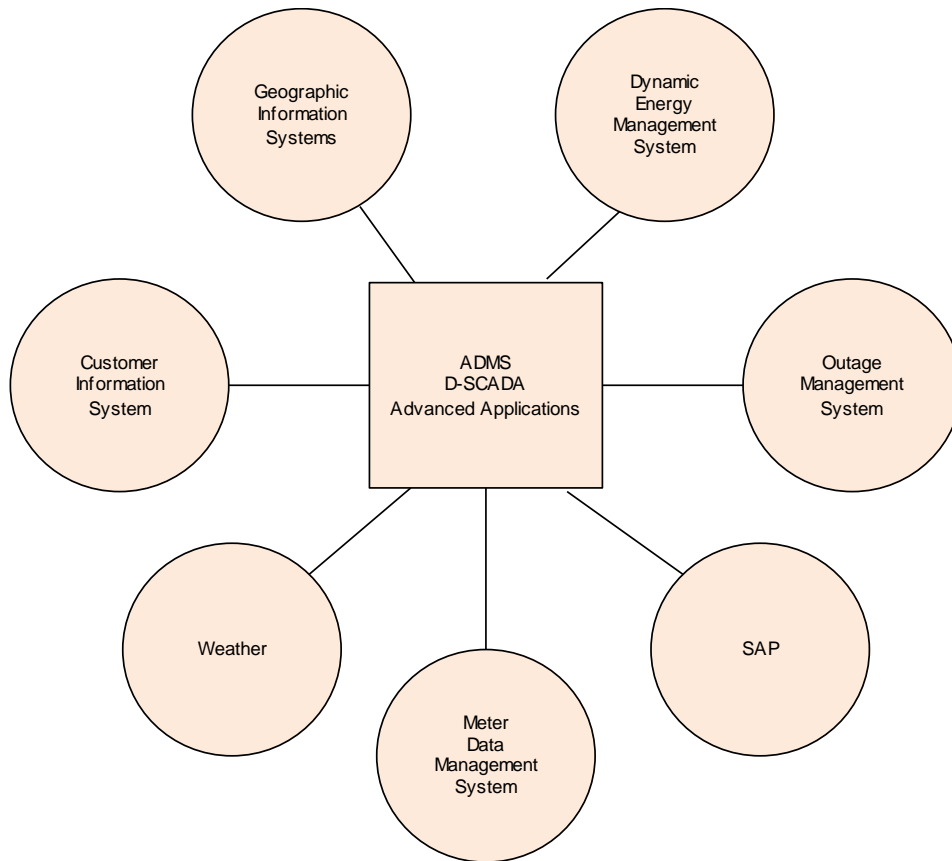 Geographic
Information
Systems
Dynamic
Energy
Management
System
Customer
Information
System
ADMS
D-SCADA
Advanced Applications
Outage
Management
System
Weather
SAP
Meter
Data
Management
System